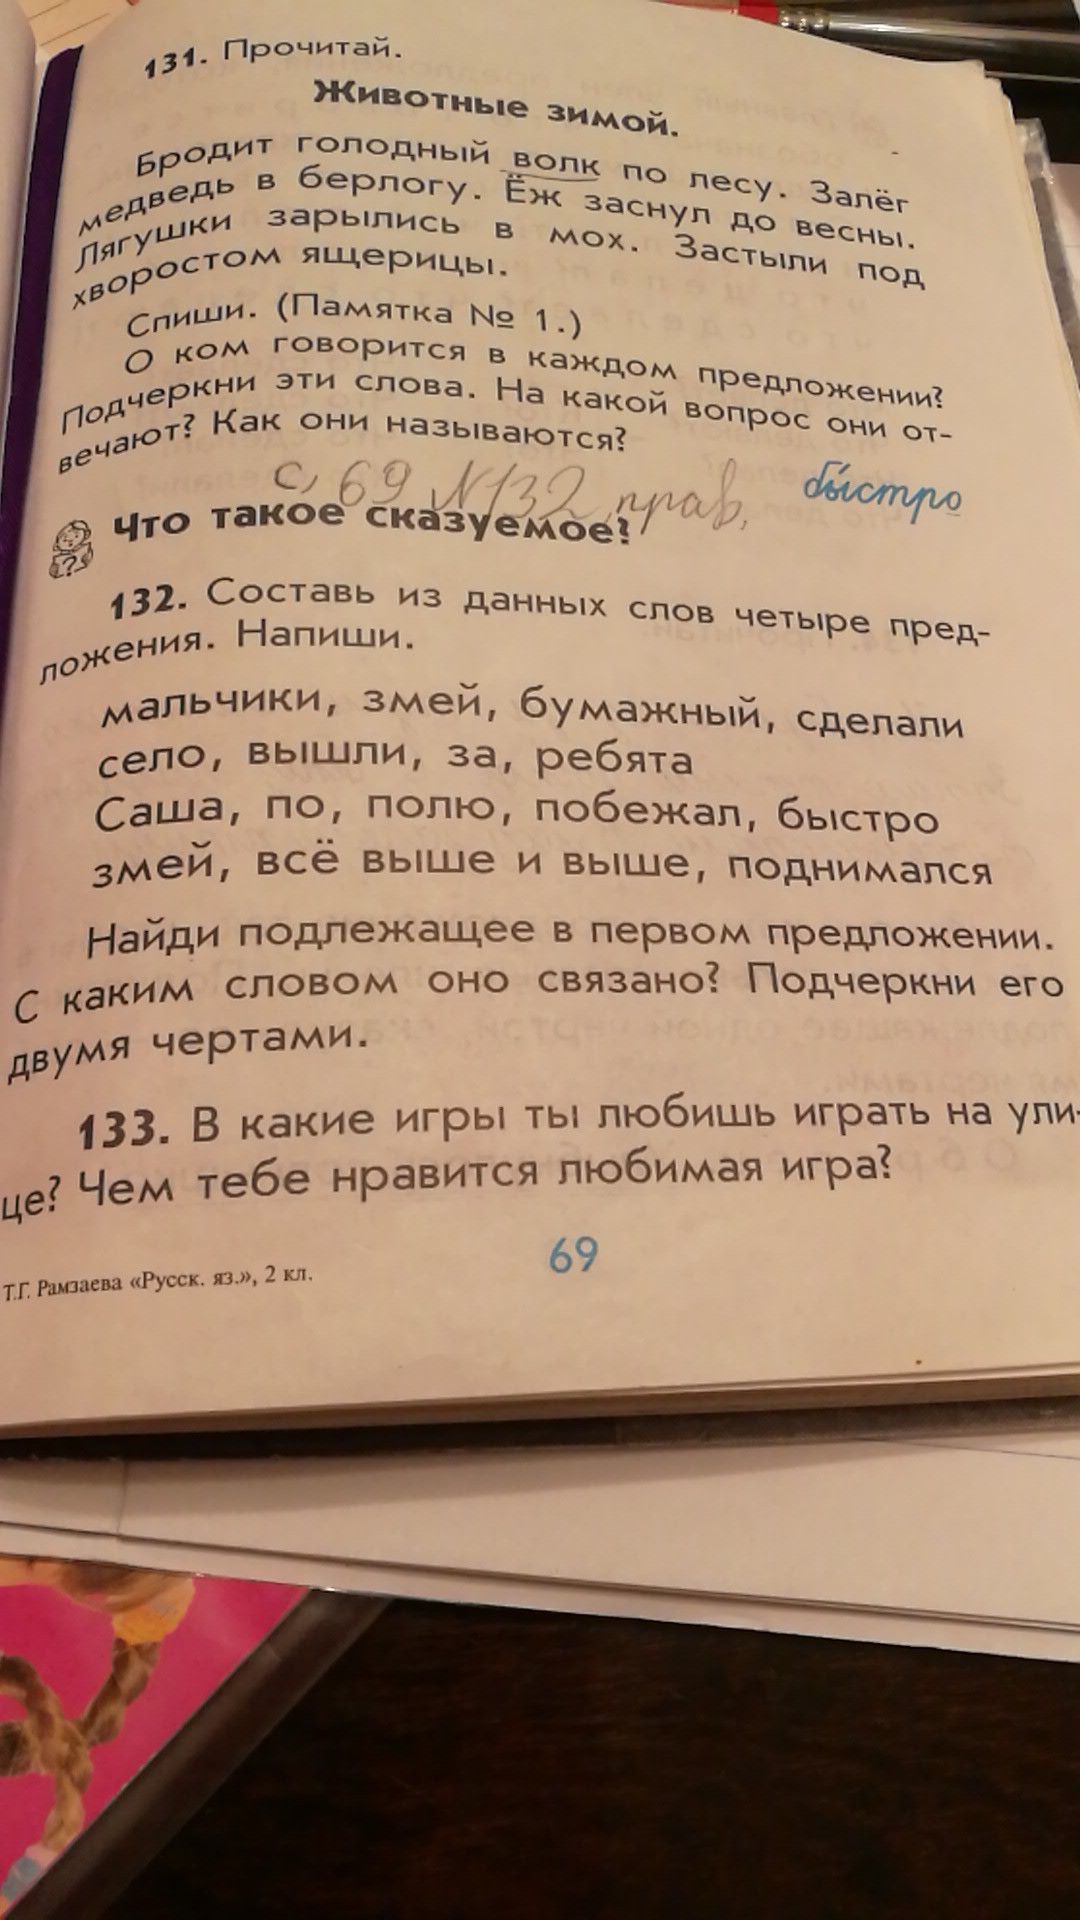 131. Прочитай.
Животные зимой.
Бродит голодный волк по лесу. Залёг
медведь в берлогу. Ёж заснул до весны.
Лягушки зарылись в мох. Застыли под
хворостом ящерицы.
Спиши. (Памятка № 1.)
О ком говорится в каждом предложении?
Подчеркни эти слова. На какой вопрос они от-
вечают? Как они называются?
с, 69 №132, прав,
быстро
Что такое сказуемое?
132. Составь из данных слов четыре пред-
ложения. Напиши.
мальчики, змей, бумажный, сделали
село, вышли, за, ребята
Саша, по, полю, побежал, быстро
змей, всё выше и выше, поднимался
Найди подлежащее в первом предложении.
С каким словом оно связано? Подчеркни его
двумя чертами.
133. В какие игры ты любишь играть на ули-
це? Чем тебе нравится любимая игра?
69
Т.Г. Рамзаева «Русск. яз.», 2 кл.